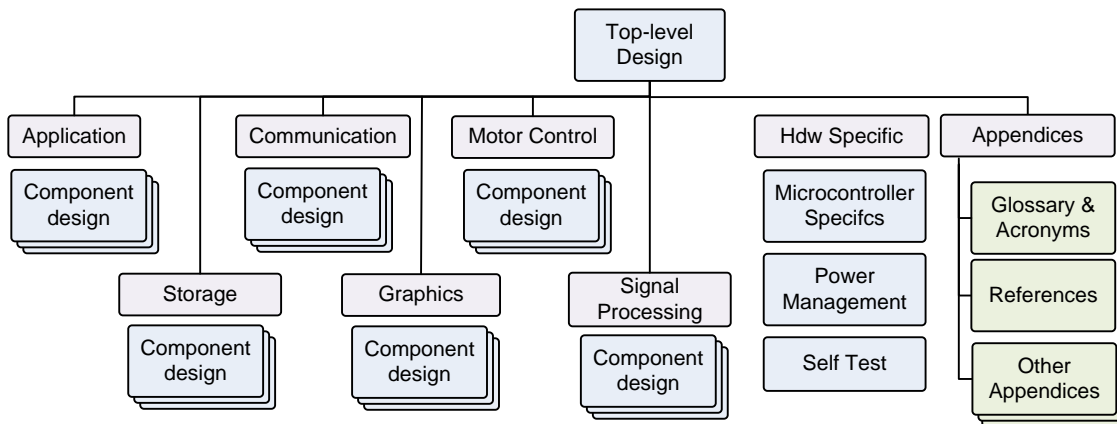 Top-level
Design
Application
Communication
Motor Control
Hdw Specific
Appendices
Component
design
Component
design
Component
design
Microcontroller
Specifcs
Glossary &
Acronyms
Storage
Graphics
Signal
Processing
Power
Management
References
Component
design
Component
design
Component
design
Self Test
Other
Appendices